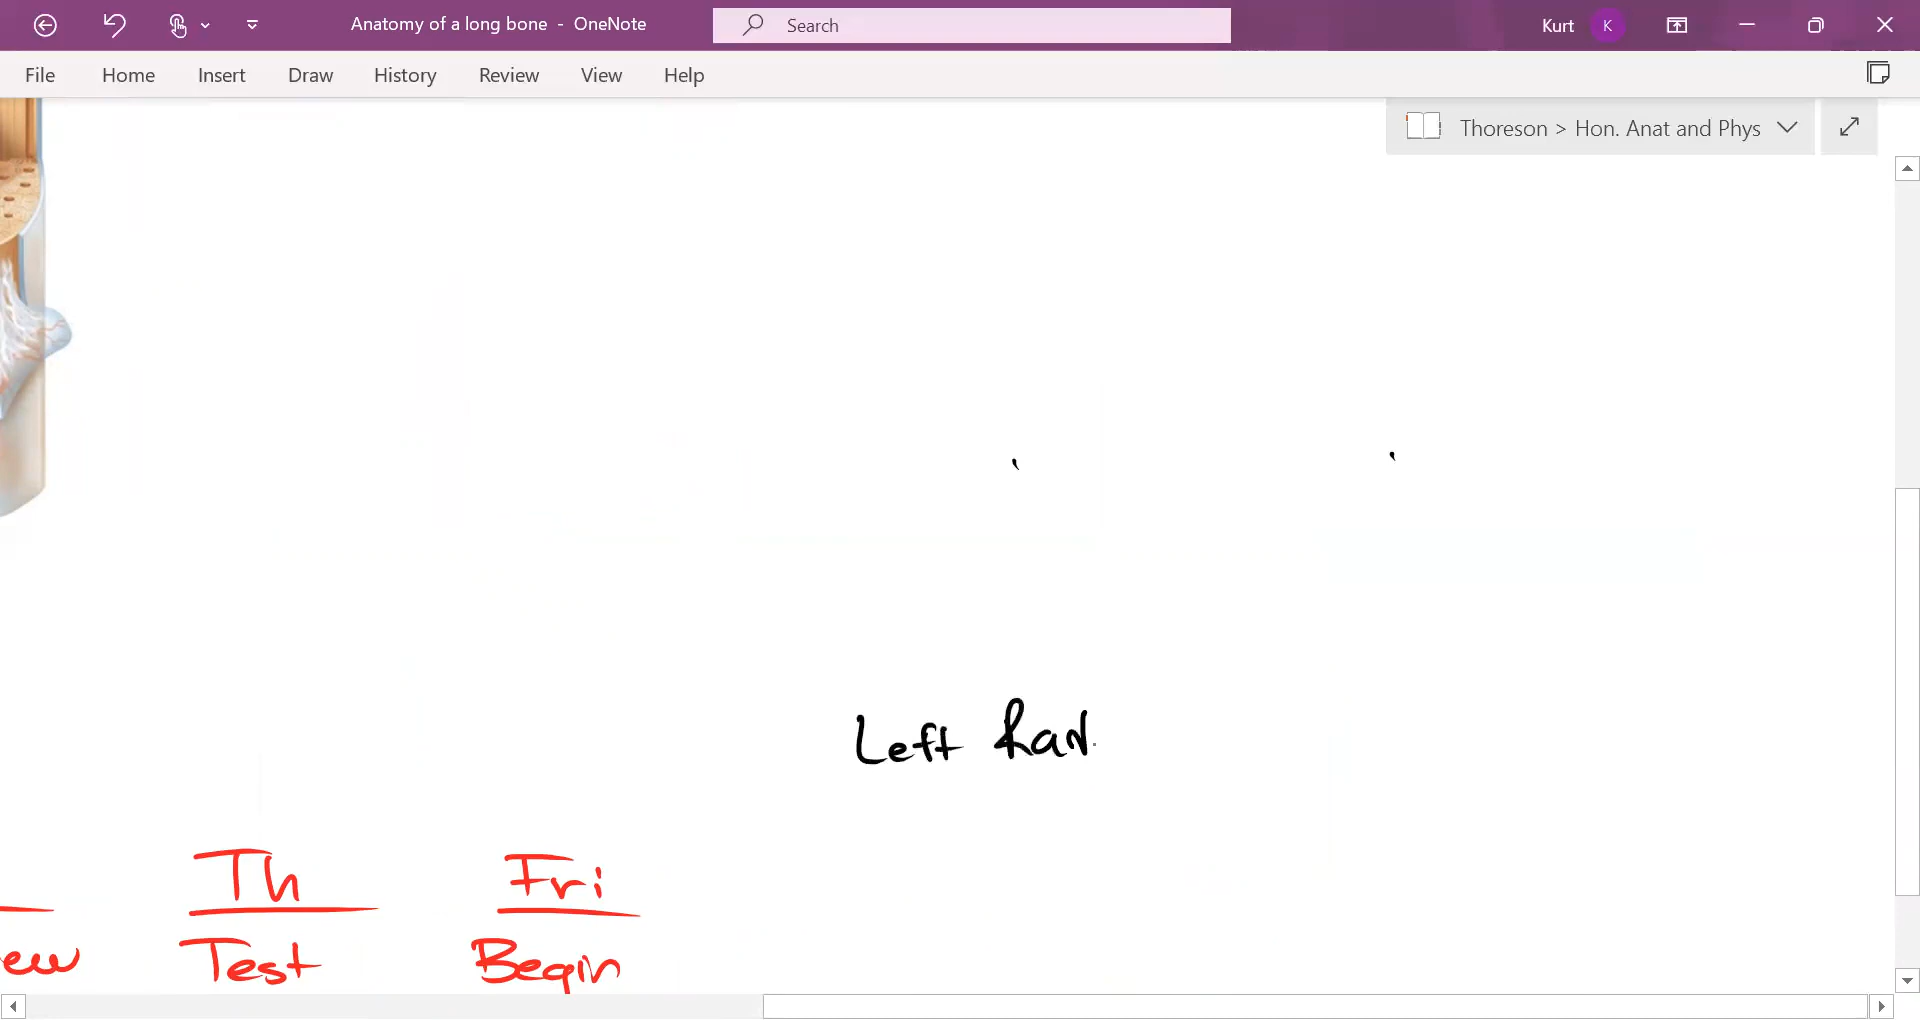 Anatomy of a long bone - OneNote
Search
Kurt K
File Home Insert Draw History Review View Help
Thoreson > Hon. Anat and Phys
Left
Th Fri
ew Test Begin